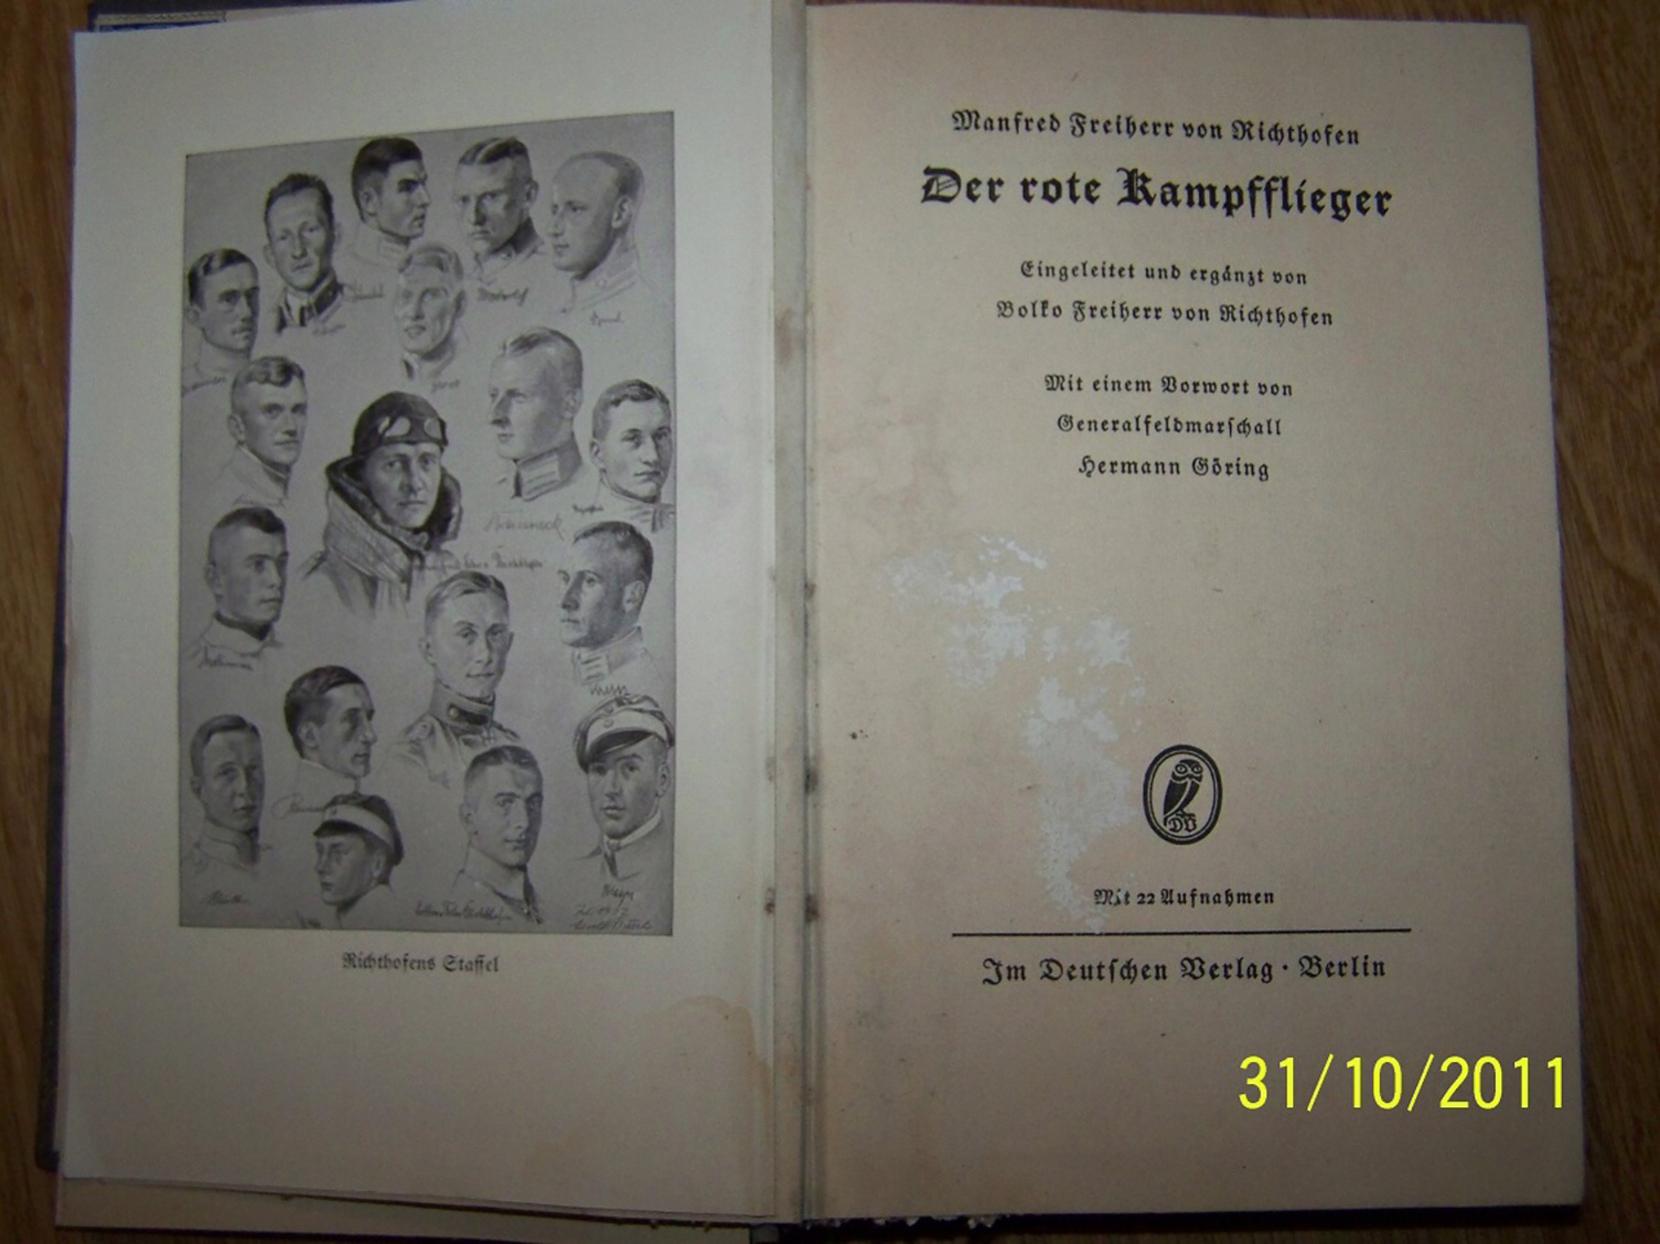 Richthofens Staffel
Manfred Freiherr von Richthofen
Der rote Kampfflieger
Eingeleitet und ergänzt von
Bolko Freiherr von Richthofen
Mit einem Vorwort von
Generalfeldmarschall
Hermann Göring
DV
Mit 22 Aufnahmen
Im Deutschen Verlag · Berlin
31/10/2011